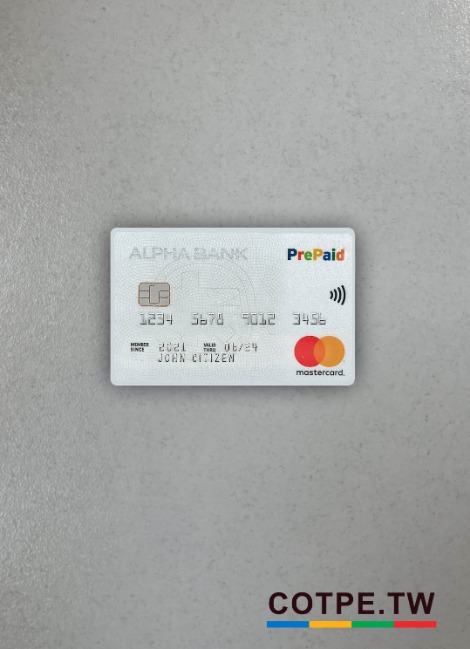 ALPHA BANK PrePaid
1234 5678 9012 3456
MEMBER SINCE 2021 VALID THRU 06/24
JOHN CITIZEN
mastercard.
COTPE.TW